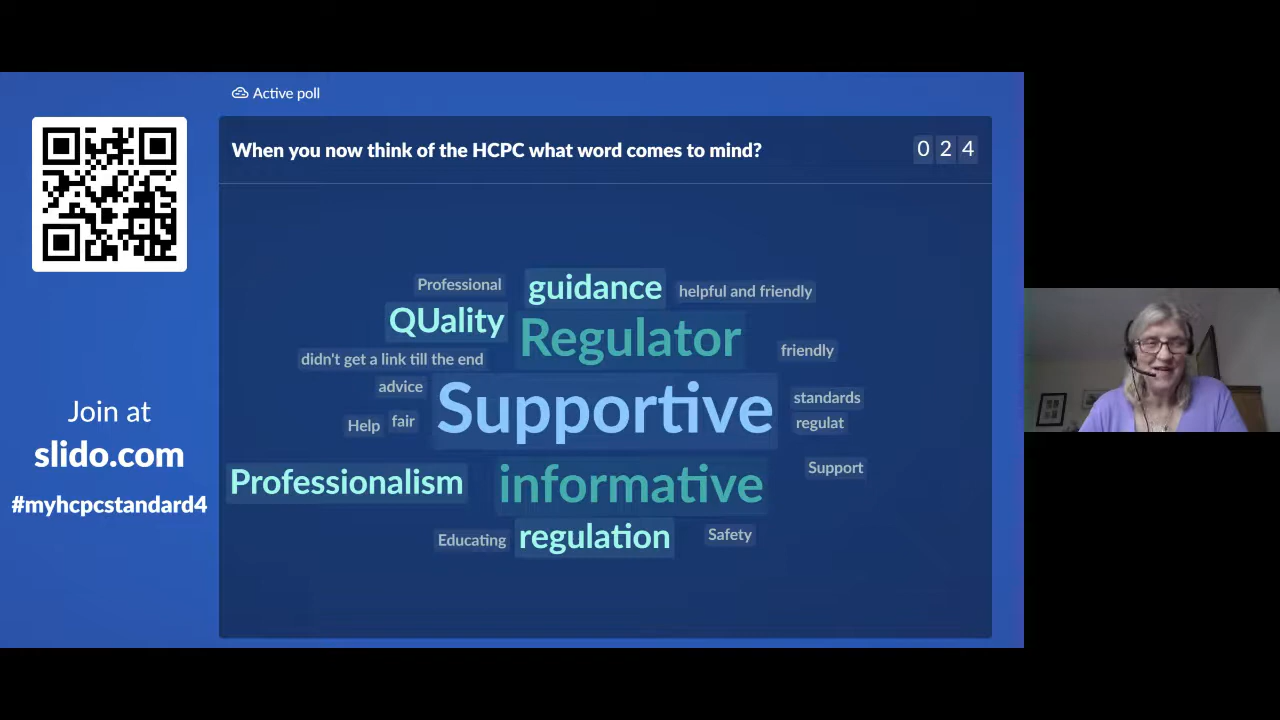 Active poll
When you now think of the HCPC what word comes to mind?
0 2 4
Professional
guidance
helpful and friendly
QUality
Regulator
didn't get a link till the end
friendly
advice
Supportive
standards
Help
fair
regulat
Professionalism
informative
Support
Educating
regulation
Safety
Join at
slido.com
#myhcpcstandard4